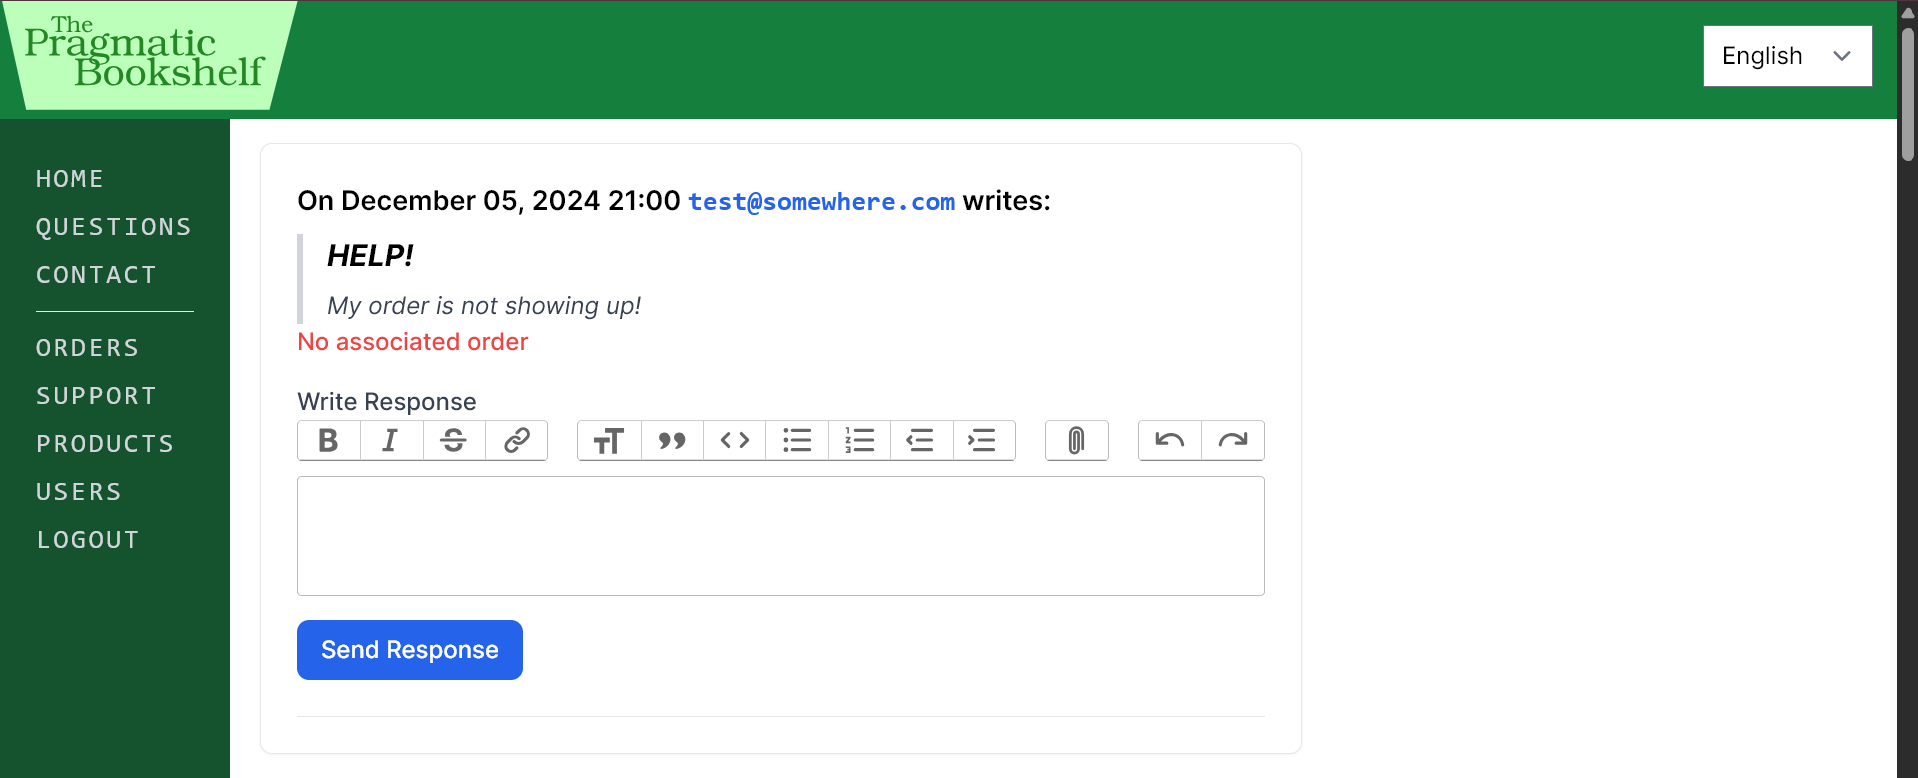 The
Pragmatic
Bookshelf
English
HOME
QUESTIONS
CONTACT
ORDERS
SUPPORT
PRODUCTS
USERS
LOGOUT
On December 05, 2024 21:00 test@somewhere.com writes:
HELP!
My order is not showing up!
No associated order
Write Response
Send Response